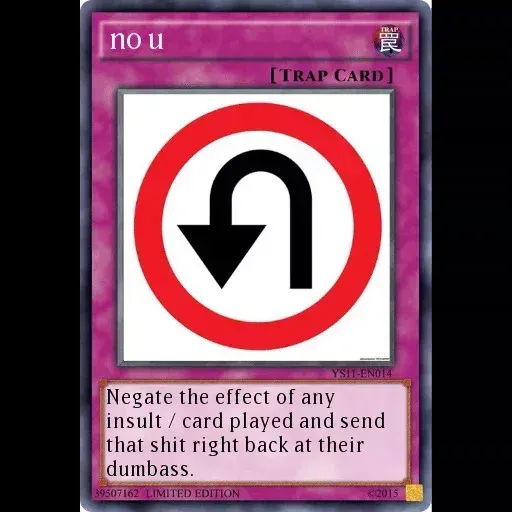 no u
TRAP
罠
[TRAP CARD]
YS11-EN014
Negate the effect of any
insult / card played and send
that shit right back at their
dumbass.
39507162 LIMITED EDITION
©2015